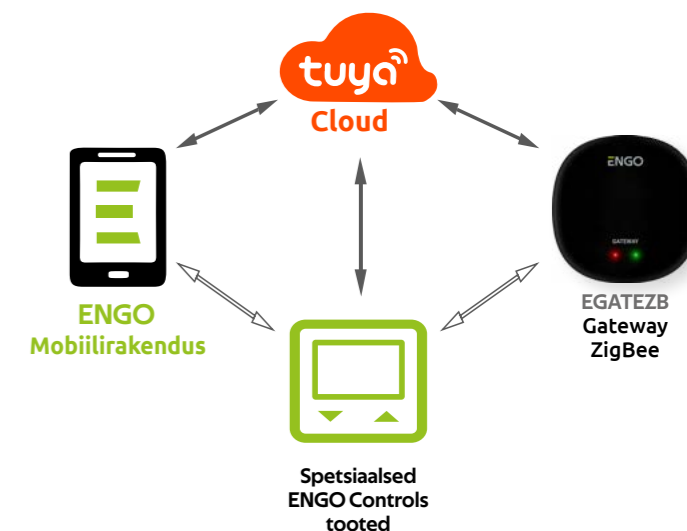 tuya
Cloud
ENGO
GATEWAY
ENGO
Mobiilirakendus
EGATEZB
Gateway
ZigBee
Spetsiaalsed
ENGO Controls
tooted